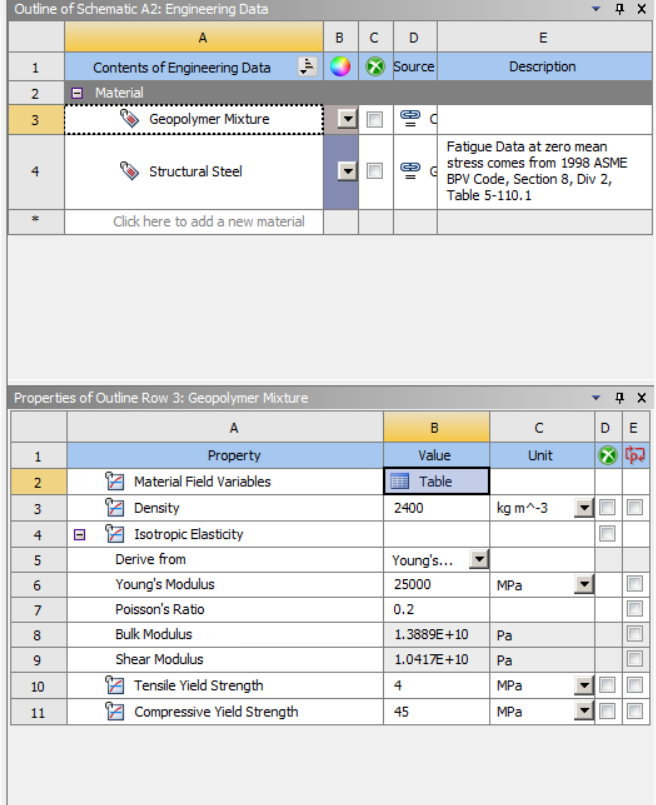 Outline of Schematic A2: Engineering Data
A B C D E
1 Contents of Engineering Data Source Description
2 Material
3 Geopolymer Mixture
4 Structural Steel Fatigue Data at zero mean
stress comes from 1998 ASME
BPV Code, Section 8, Div 2,
Table 5-110.1
* Click here to add a new material
Properties of Outline Row 3: Geopolymer Mixture
A B C D E
1 Property Value Unit
2 Material Field Variables Table
3 Density 2400 kg m^-3
4 Isotropic Elasticity
5 Derive from Young's...
6 Young's Modulus 25000 MPa
7 Poisson's Ratio 0.2
8 Bulk Modulus 1.3889E+10 Pa
9 Shear Modulus 1.0417E+10 Pa
10 Tensile Yield Strength 4 MPa
11 Compressive Yield Strength 45 MPa